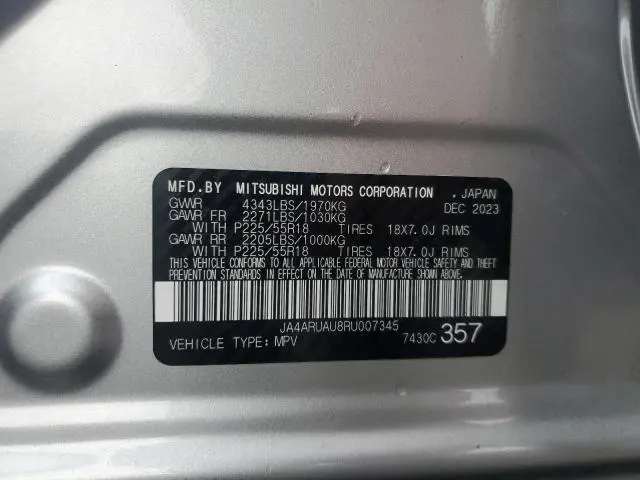 MFD.BY MITSUBISHI MOTORS CORPORATION . JAPAN
GVWR 4343LBS/1970KG DEC 2023
GAWR FR 2271LBS/1030KG
WITH P225/55R18 TIRES 18X7.0J RIMS
GAWR RR 2205LBS/1000KG
WITH P225/55R18 TIRES 18X7.0J RIMS
THIS VEHICLE CONFORMS TO ALL APPLICABLE FEDERAL MOTOR VEHICLE SAFETY AND THEFT
PREVENTION STANDARDS IN EFFECT ON THE DATE OF MANUFACTURE SHOWN ABOVE.
JA4ARUAU8RU007345
VEHICLE TYPE:MPV 7430C 357